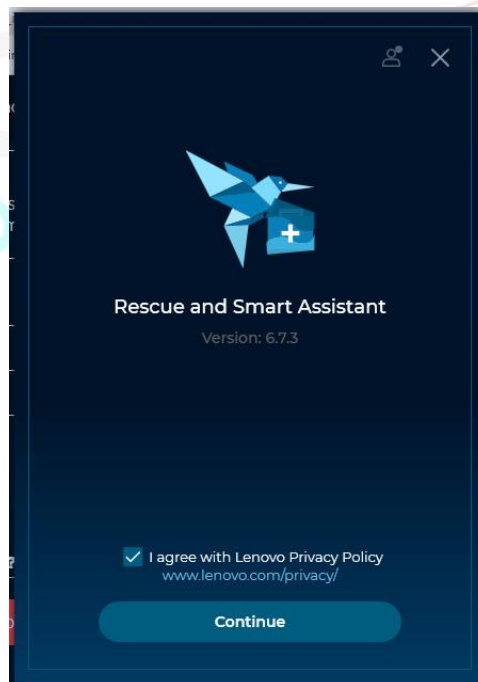 Rescue and Smart Assistant
Version: 6.7.3
I agree with Lenovo Privacy Policy
www.lenovo.com/privacy/
Continue